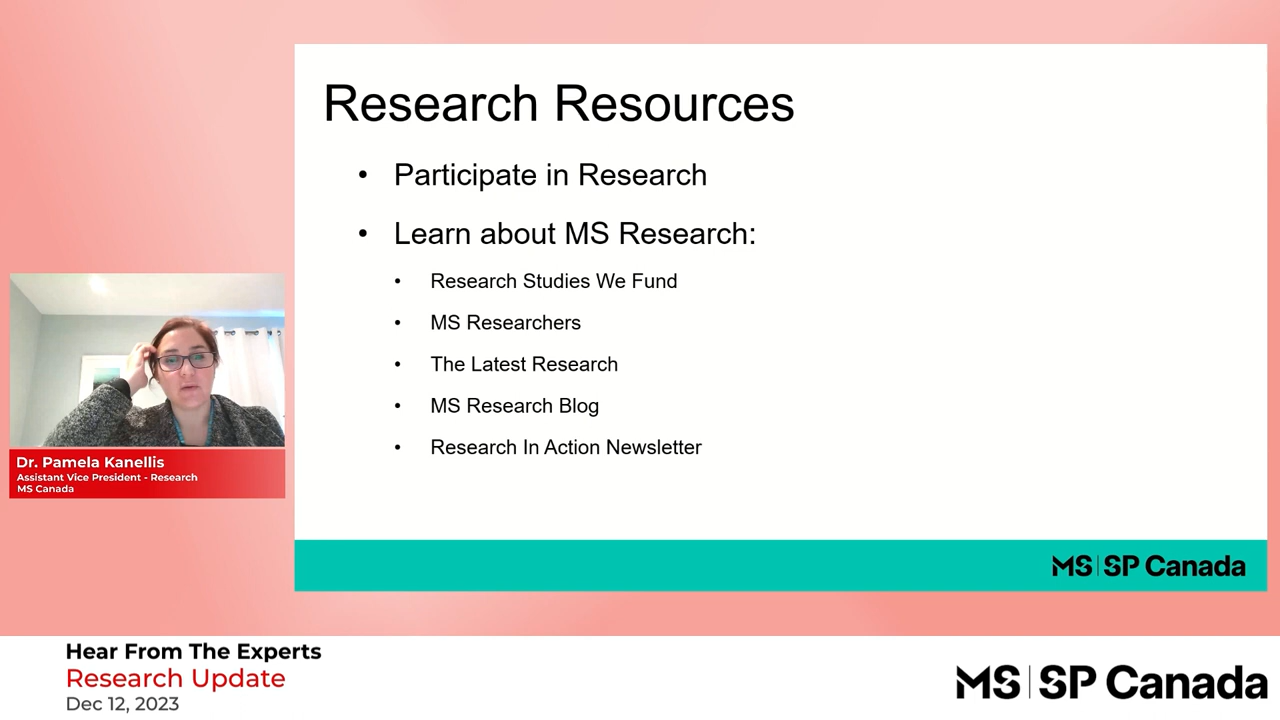 Research Resources
• Participate in Research
• Learn about MS Research:
• Research Studies We Fund
• MS Researchers
• The Latest Research
• MS Research Blog
• Research In Action Newsletter
MS | SP Canada
Dr. Pamela Kanellis
Assistant Vice President - Research
MS Canada
Hear From The Experts
Research Update
Dec 12, 2023
MS | SP Canada